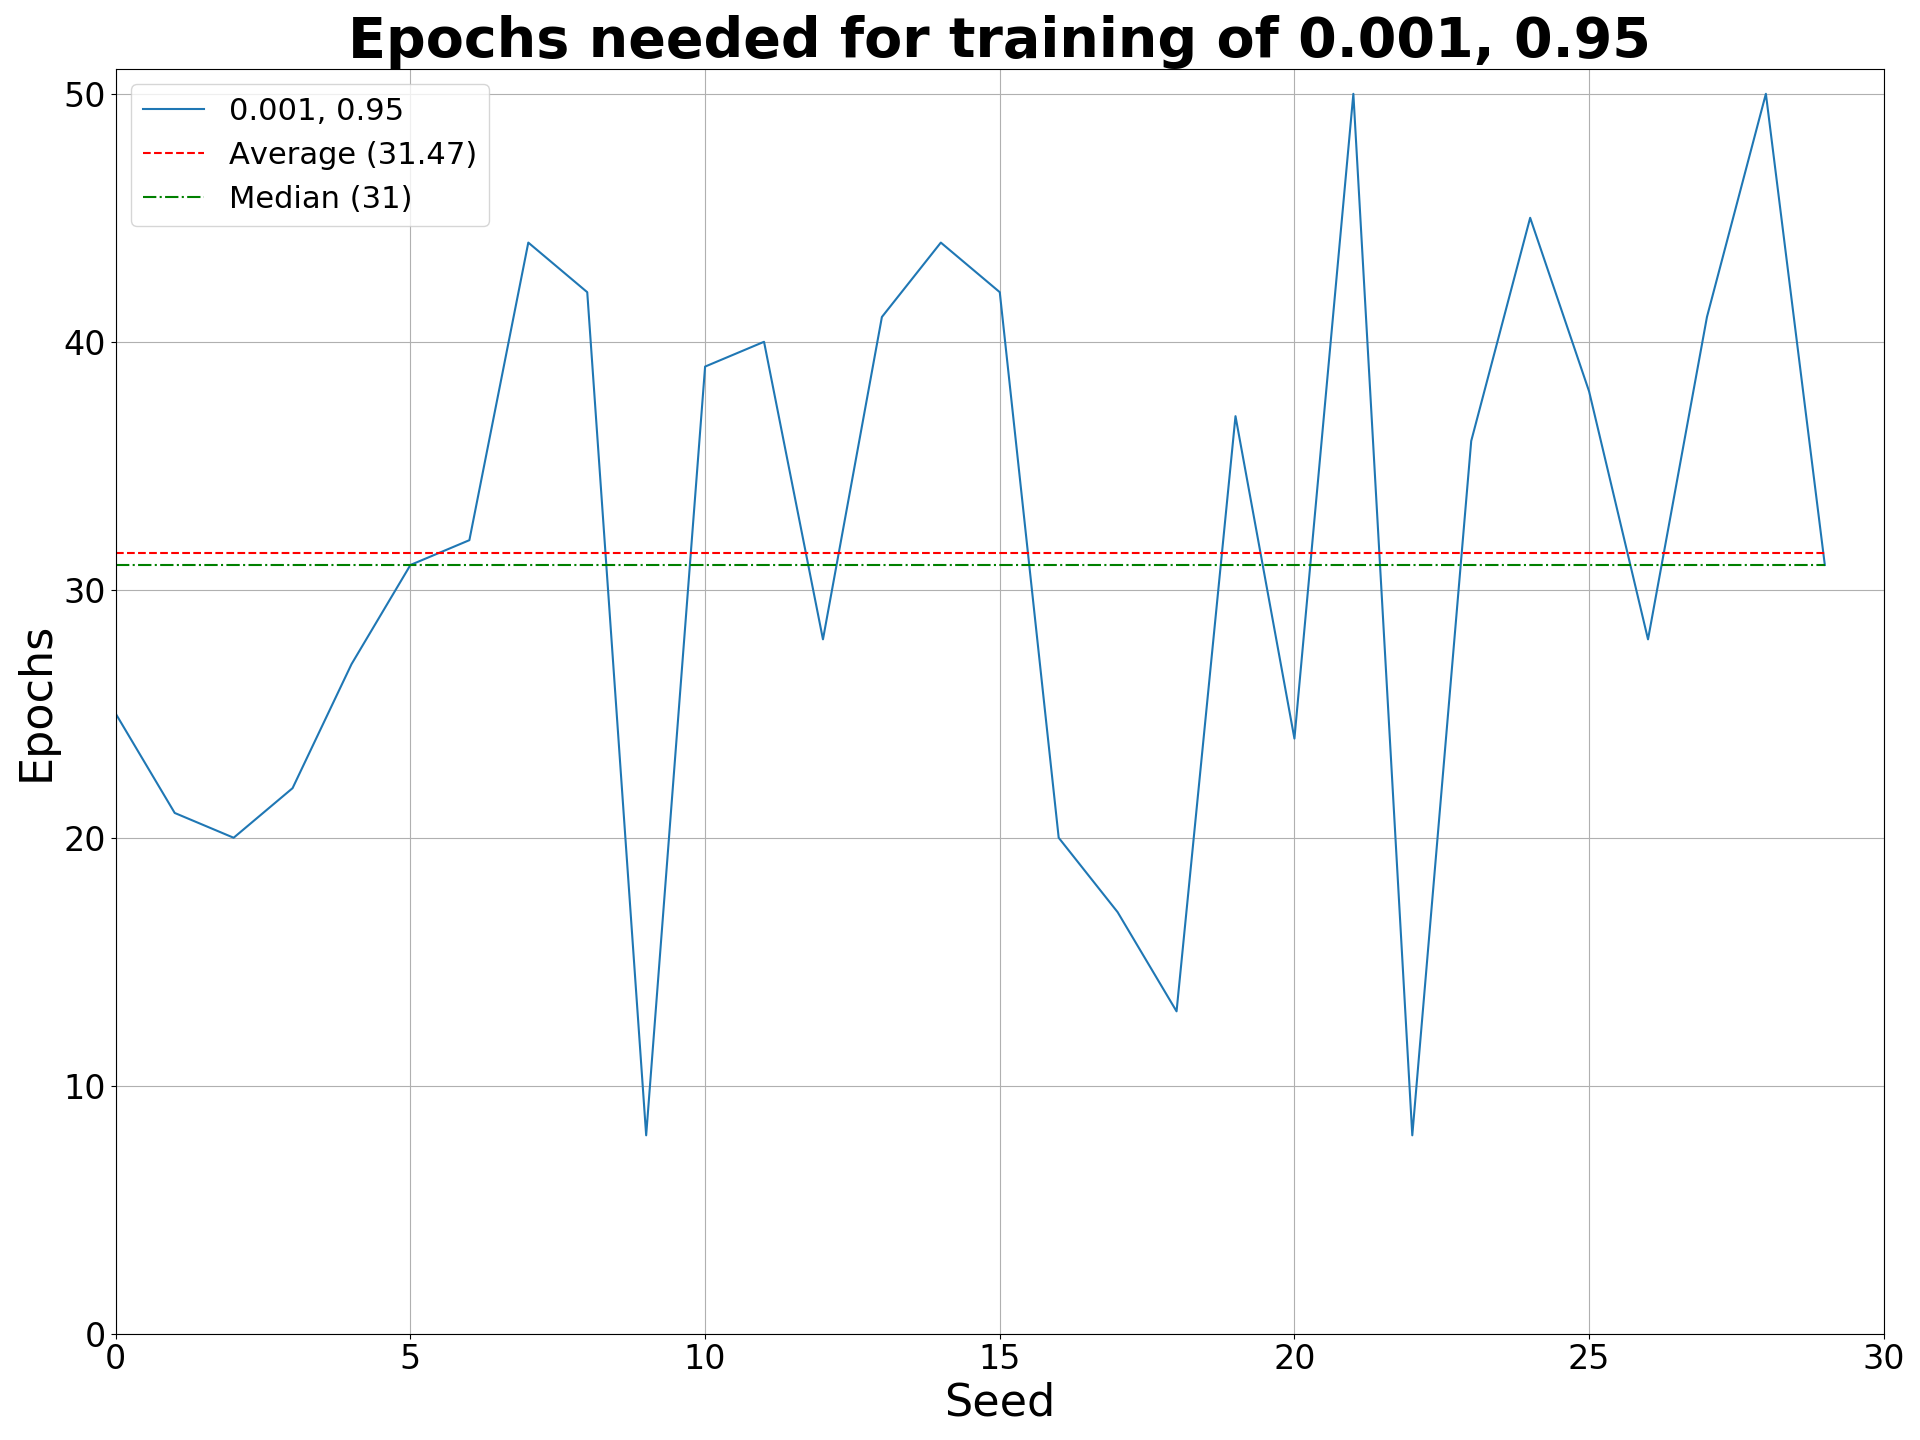 Epochs needed for training of 0.001, 0.95
0.001, 0.95
Average (31.47)
Median (31)
50
40
30
20
10
0
Epochs
0 5 10 15 20 25 30
Seed